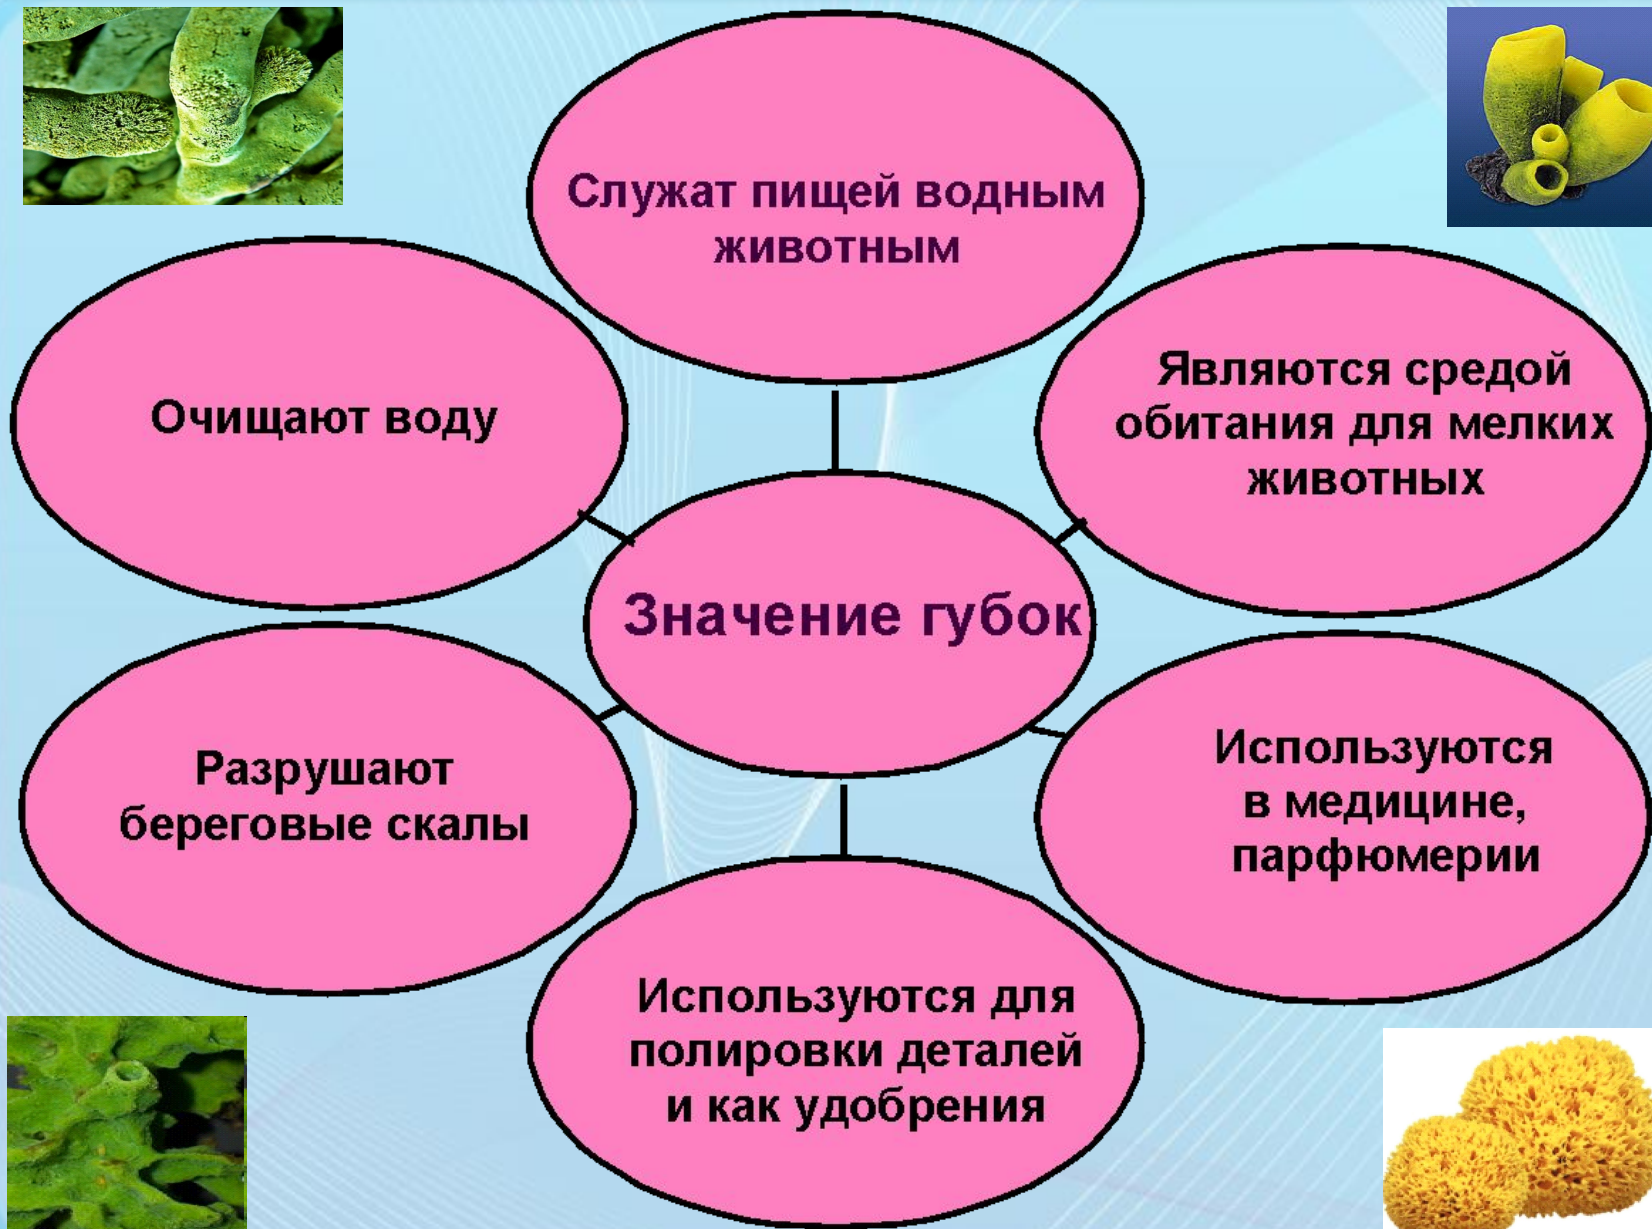 Служат пищей водным
животным
Очищают воду
Являются средой
обитания для мелких
животных
Значение губок
Разрушают
береговые скалы
Используются
в медицине,
парфюмерии
Используются для
полировки деталей
и как удобрения